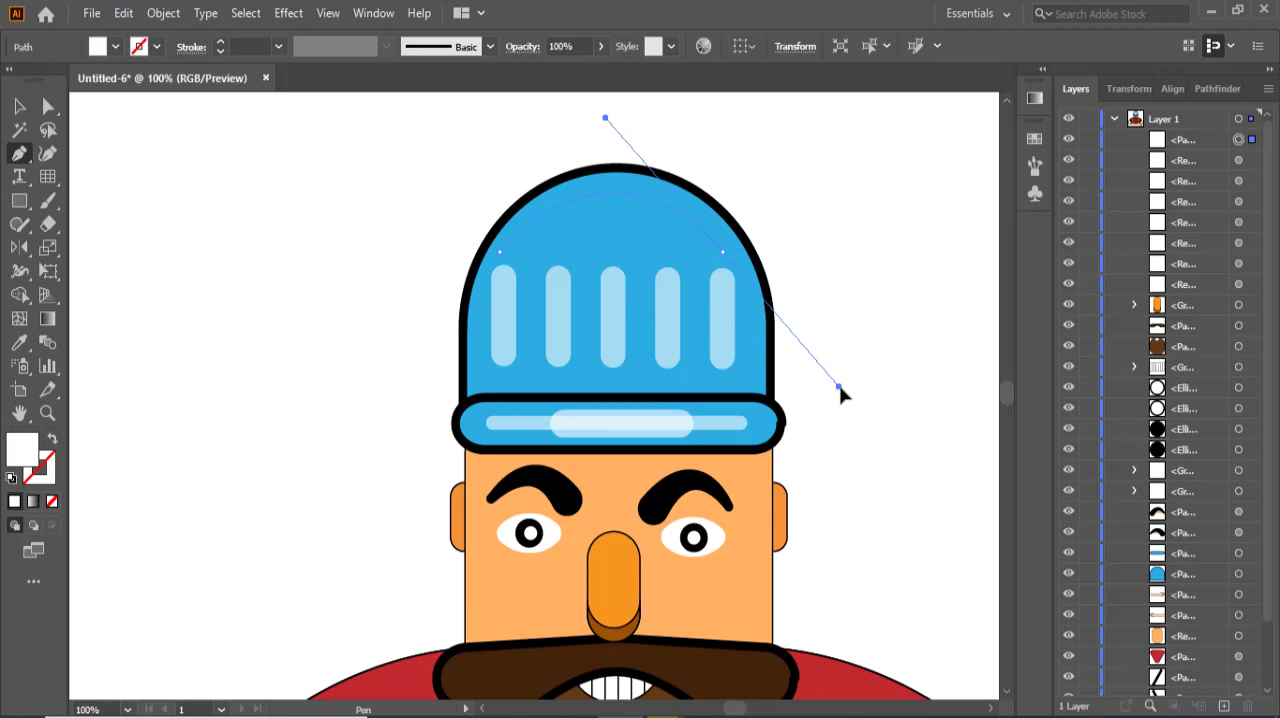 Ai File Edit Object Type Select Effect View Window Help Essentials Search Adobe Stock
Path Stroke: Basic Opacity: 100% Style: Transform
Untitled-6* @ 100% (RGB/Preview) ×
Layers Transform Align Pathfinder
Layer 1
<Pa...
<Re...
<Re...
<Re...
<Re...
<Re...
<Re...
<Re...
<Gr...
<Pa...
<Pa...
<Gr...
<Elli...
<Elli...
<Elli...
<Elli...
<Gr...
<Gr...
<Pa...
<Pa...
<Pa...
<Pa...
<Pa...
<Pa...
<Re...
<Pa...
<Pa...
100% 1 Pen 1 Layer